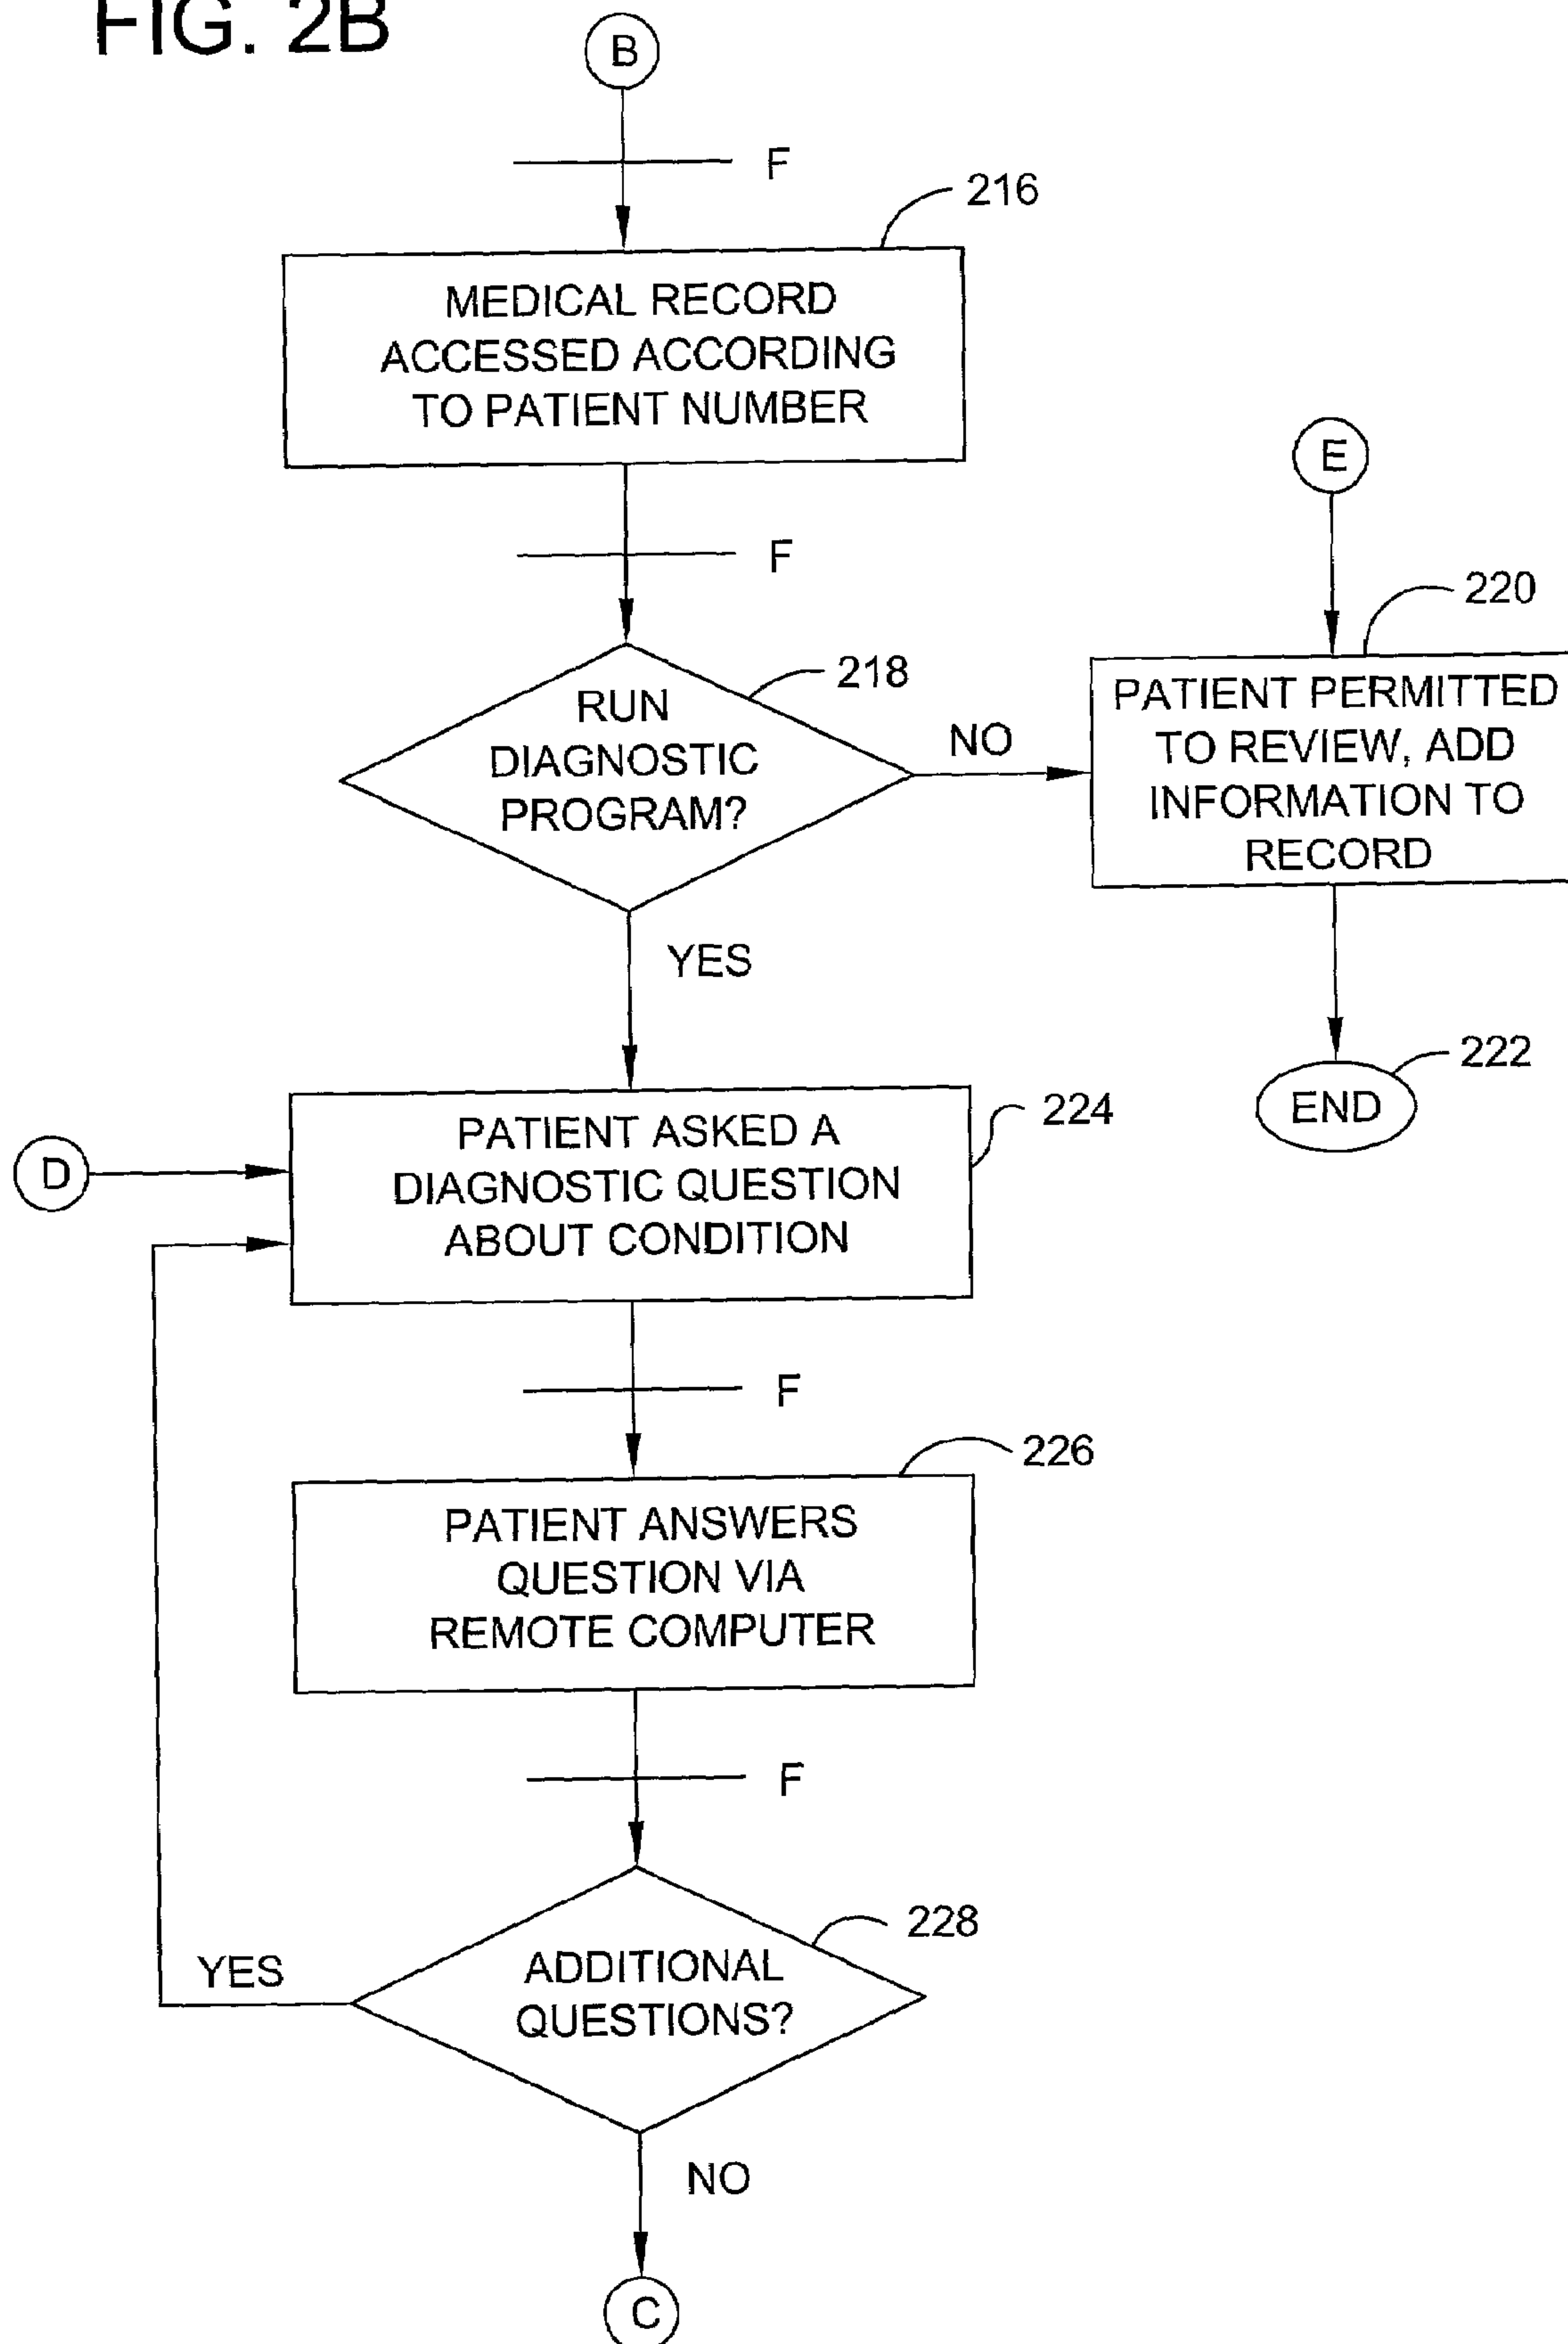 FIG. 2B
B
F
216
MEDICAL RECORD
ACCESSED ACCORDING
TO PATIENT NUMBER
F
E
220
218
RUN
DIAGNOSTIC
PROGRAM?
NO
PATIENT PERMITTED
TO REVIEW, ADD
INFORMATION TO
RECORD
YES
222
END
224
D
PATIENT ASKED A
DIAGNOSTIC QUESTION
ABOUT CONDITION
F
226
PATIENT ANSWERS
QUESTION VIA
REMOTE COMPUTER
F
228
YES
ADDITIONAL
QUESTIONS?
NO
C